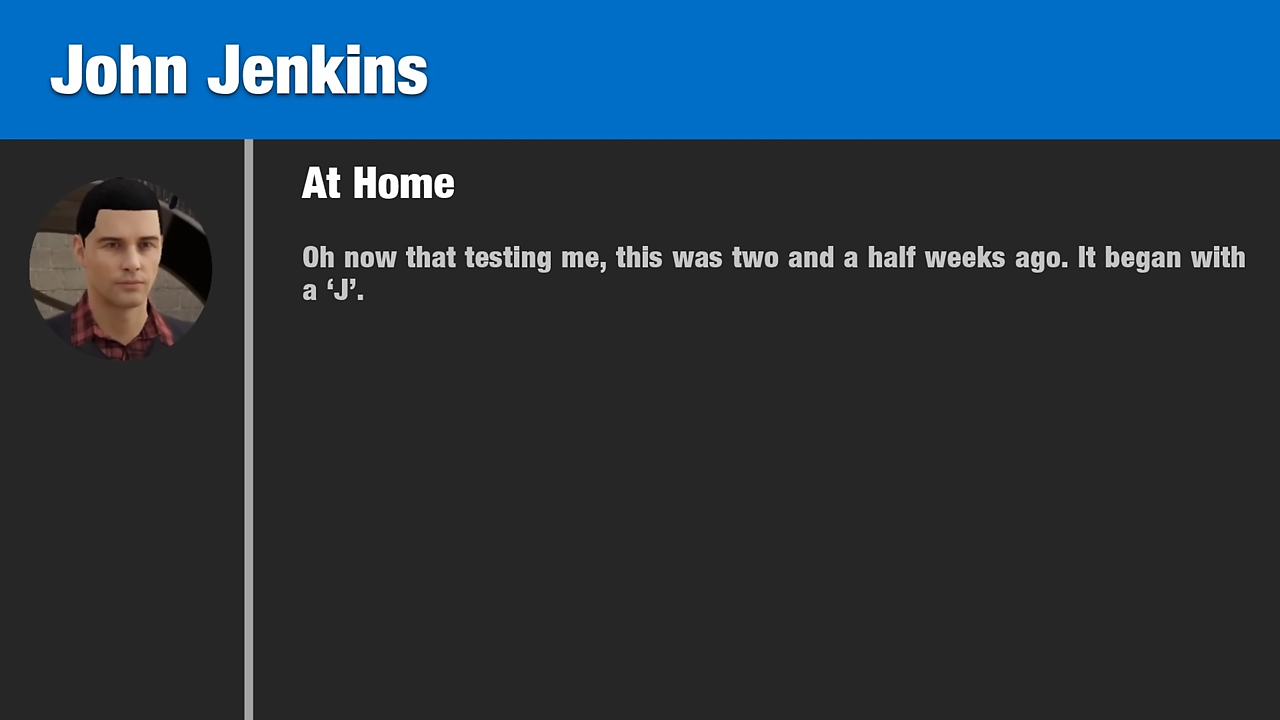 John Jenkins
At Home
Oh now that testing me, this was two and a half weeks ago. It began with
a ‘J’.